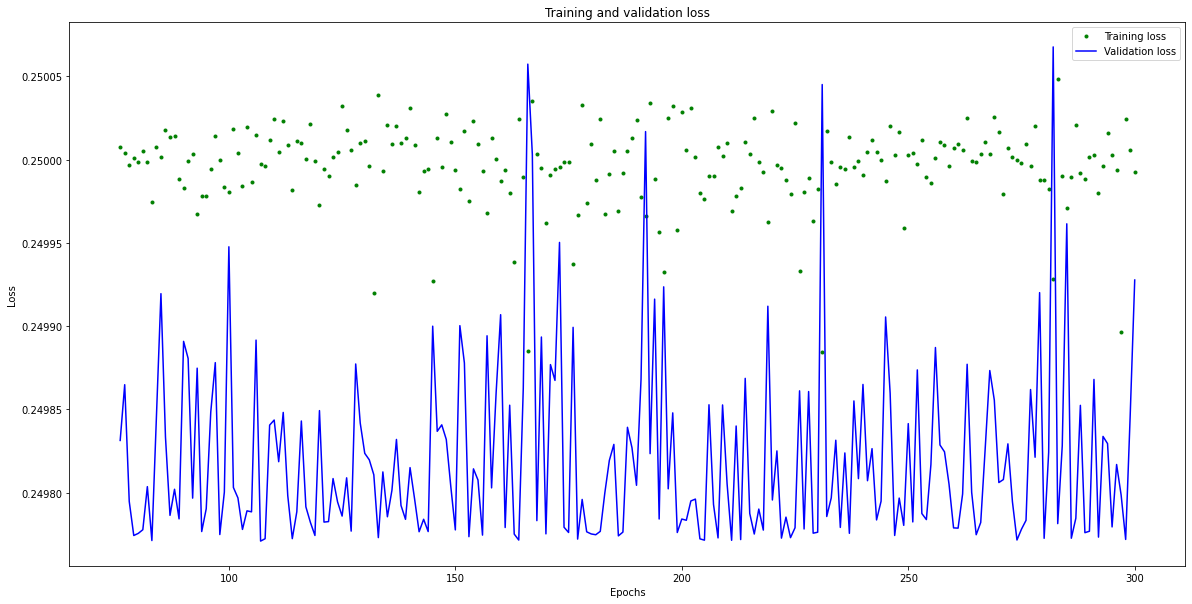 Training and validation loss
Training loss
Validation loss
0.25005
0.25000
0.24995
0.24990
0.24985
0.24980
Loss
100
150
200
250
300
Epochs